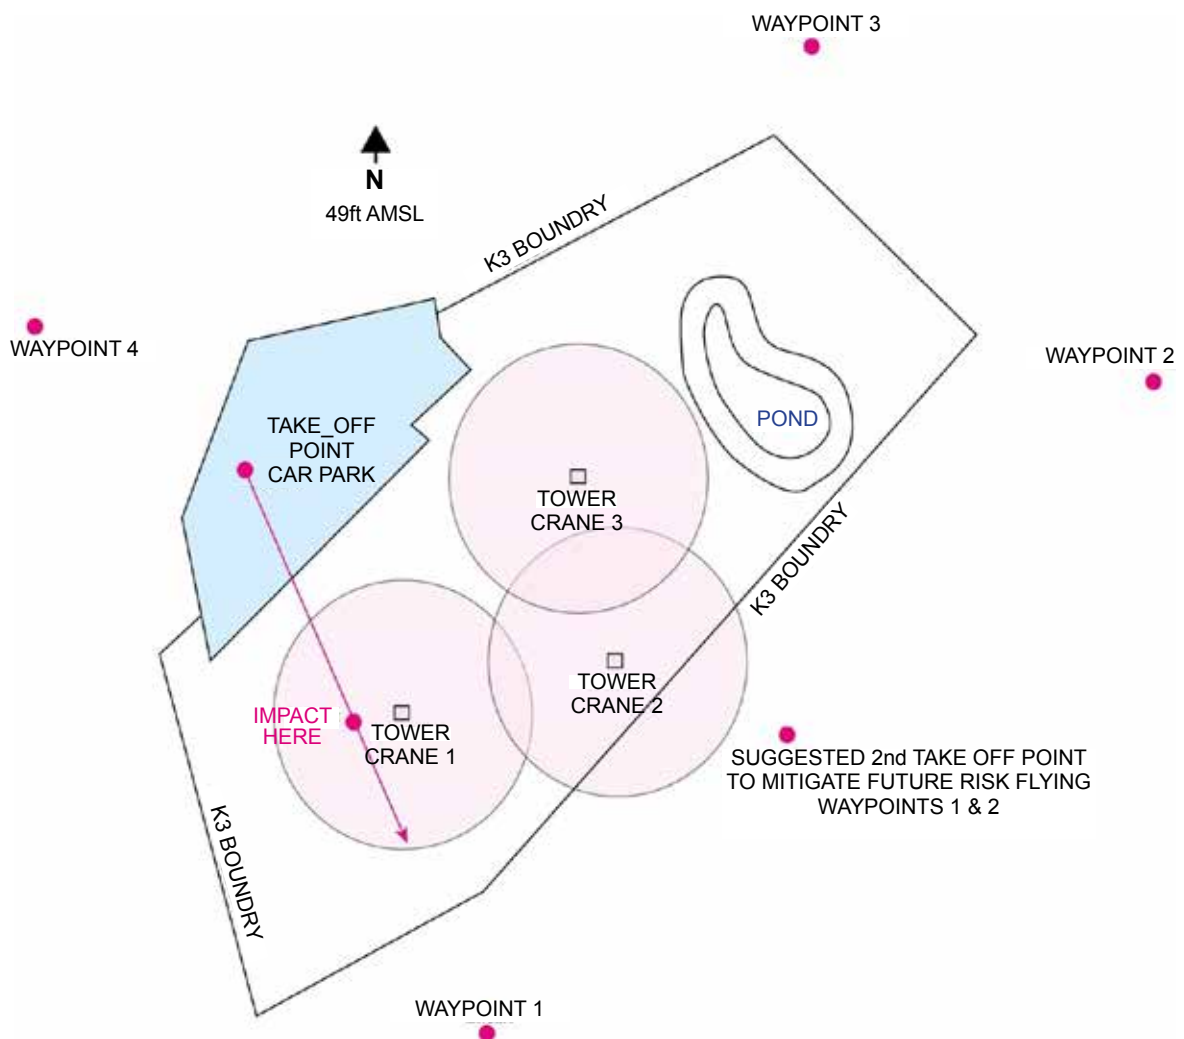 WAYPOINT 3
N
49ft AMSL
K3 BOUNDRY
WAYPOINT 4
WAYPOINT 2
TAKE_OFF
POINT
CAR PARK
POND
TOWER
CRANE 3
K3 BOUNDRY
TOWER
CRANE 2
IMPACT
HERE
TOWER
CRANE 1
SUGGESTED 2nd TAKE OFF POINT
TO MITIGATE FUTURE RISK FLYING
WAYPOINTS 1 & 2
K3 BOUNDRY
WAYPOINT 1